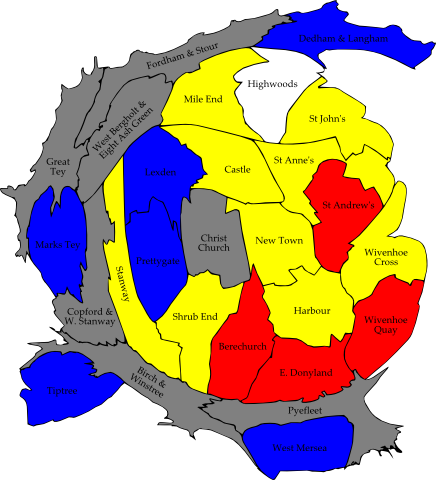 Dedham & Langham
Fordham & Stour
Highwoods
Mile End
St John's
West Bergholt &
Eight Ash Green
Great
Tey
St Anne's
Lexden
Castle
St Andrew's
Marks Tey
Christ
Church
New Town
Prettygate
Wivenhoe
Cross
Stanway
Copford &
W. Stanway
Shrub End
Harbour
Wivenhoe
Quay
Berechurch
E. Donyland
Birch &
Winstree
Tiptree
Pyefleet
West Mersea